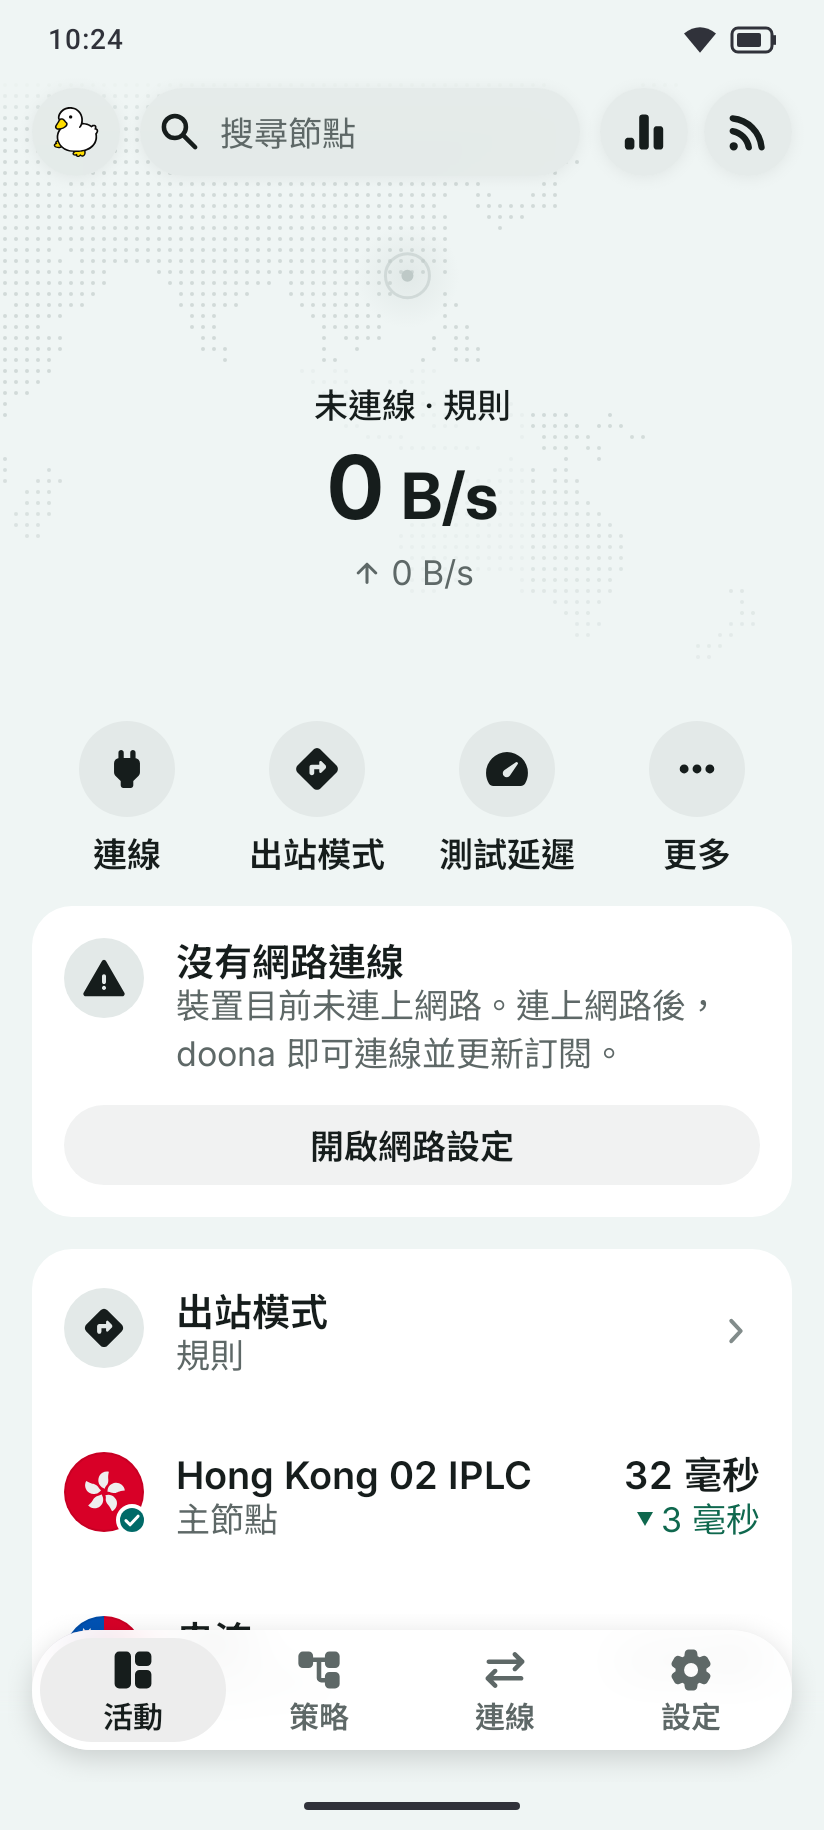 10:24
搜尋節點
未連線 · 規則
0 B/s
↑ 0 B/s
連線
出站模式
測試延遲
更多
沒有網路連線
裝置目前未連上網路。連上網路後，
doona 即可連線並更新訂閱。
開啟網路設定
出站模式
規則
Hong Kong 02 IPLC
32 毫秒
主節點
▼ 3 毫秒
活動
策略
連線
設定